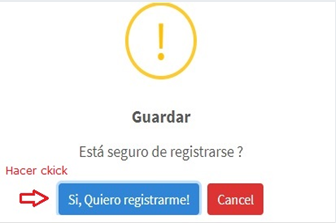 !
Guardar
Está seguro de registrarse ?
Hacer ckick
Si, Quiero registrarme! Cancel